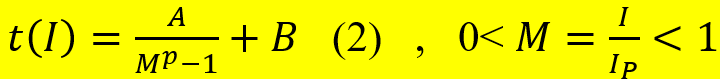 t(I) = A / (M^p − 1) + B   (2)   ,   0< M = I / I_P < 1